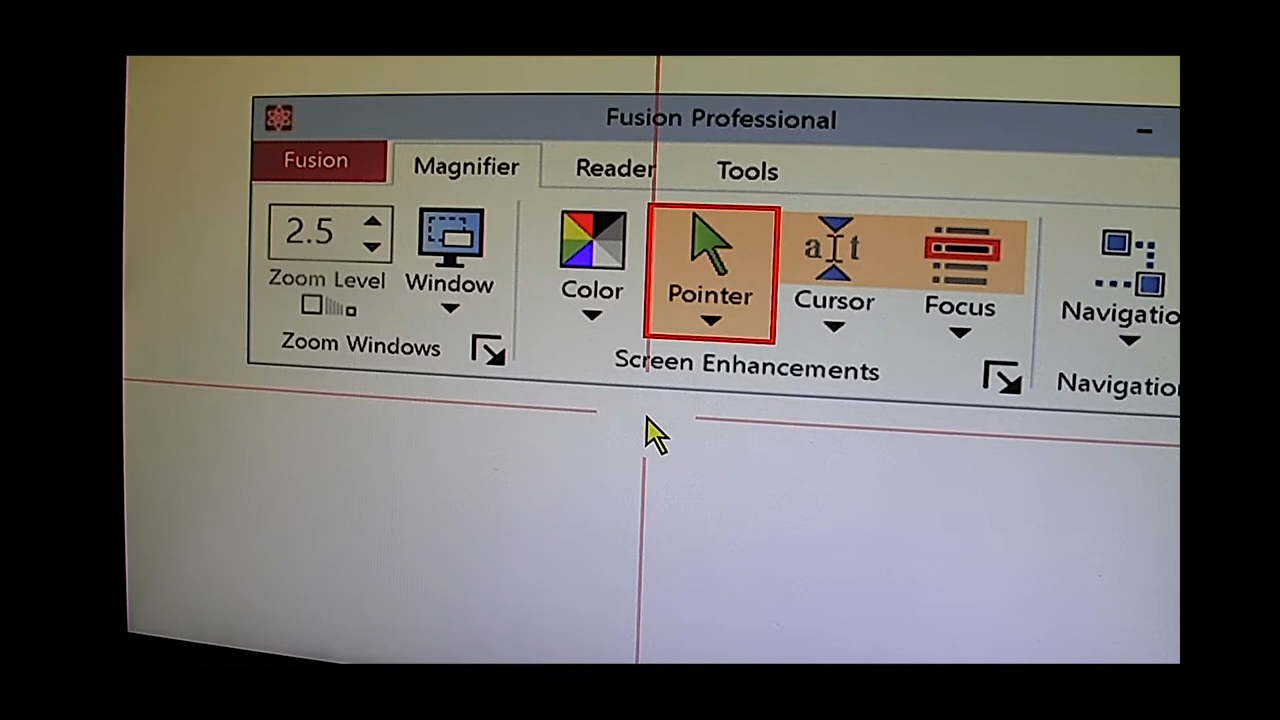 Fusion Professional
Fusion Magnifier Reader Tools
2.5
Zoom Level Window Color Pointer aIt Cursor Focus
Zoom Windows Screen Enhancements